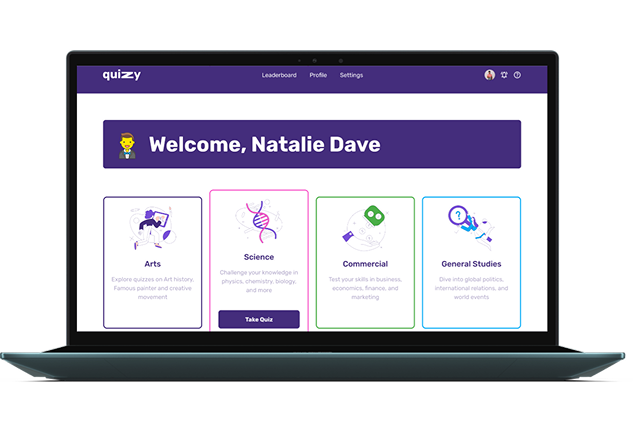 quizzy
Leaderboard Profile Settings
Welcome, Natalie Dave
Arts
Explore quizzes on Art history.
Famous painter and creative
movement
Science
Challenge your knowledge in
physics, chemistry, biology,
and more
Take Quiz
Commercial
Test your skills in business,
economics, finance, and
marketing
General Studies
Dive into global politics,
international relations, and
world events